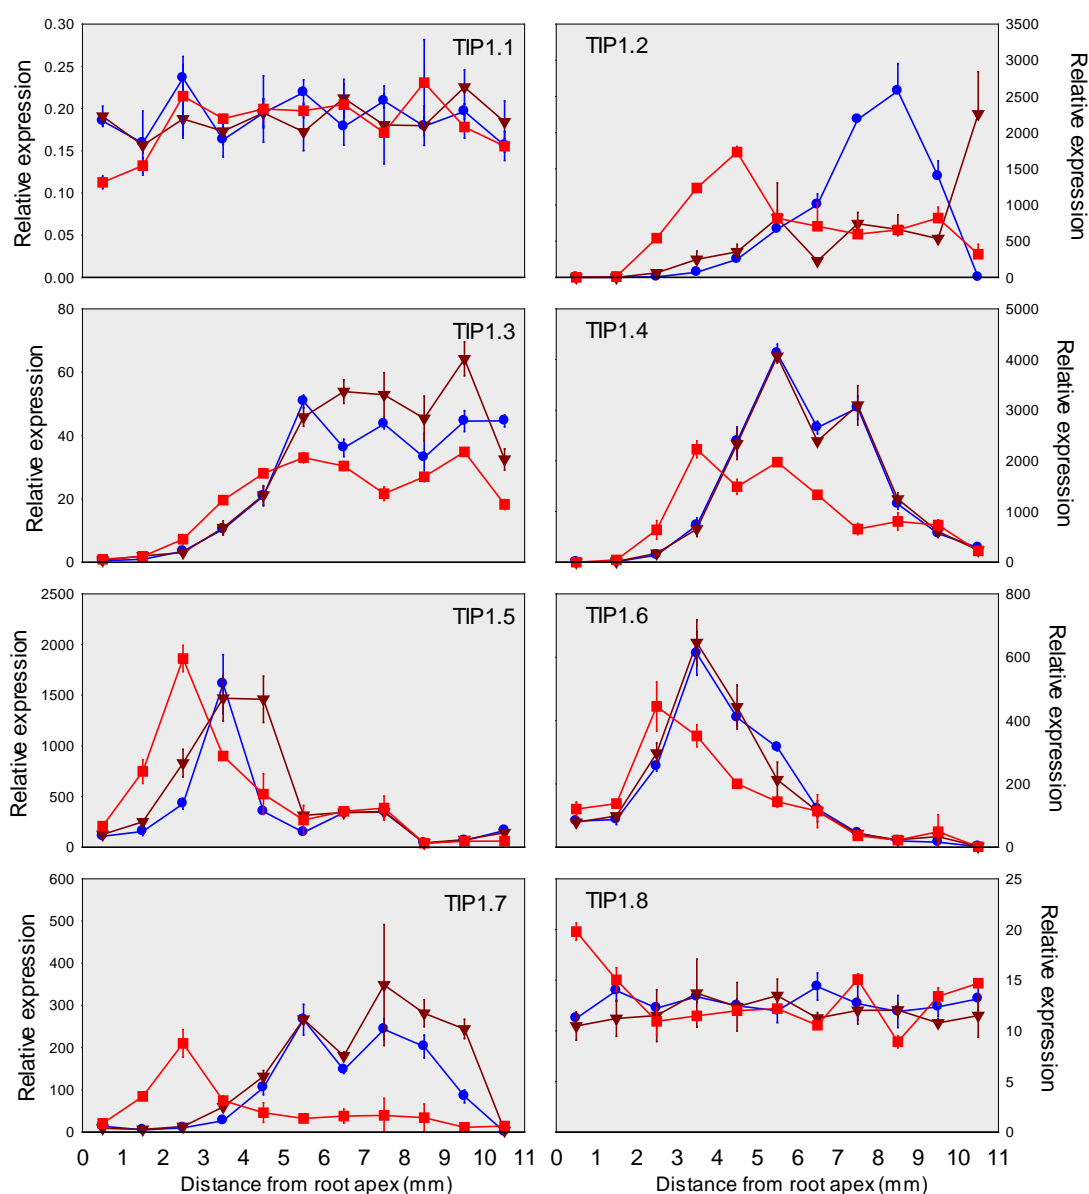 TIP1.1
0.30
0.25
0.20
0.15
0.10
0.05
0.00
Relative expression
TIP1.2
3500
3000
2500
2000
1500
1000
500
0
Relative expression
TIP1.3
80
60
40
20
0
Relative expression
TIP1.4
5000
4000
3000
2000
1000
0
Relative expression
TIP1.5
2500
2000
1500
1000
500
0
Relative expression
TIP1.6
800
600
400
200
0
Relative expression
TIP1.7
600
500
400
300
200
100
0
Relative expression
TIP1.8
25
20
15
10
5
0
Relative expression
0 1 2 3 4 5 6 7 8 9 10
Distance from root apex (mm)
0 1 2 3 4 5 6 7 8 9 10 11
Distance from root apex (mm)